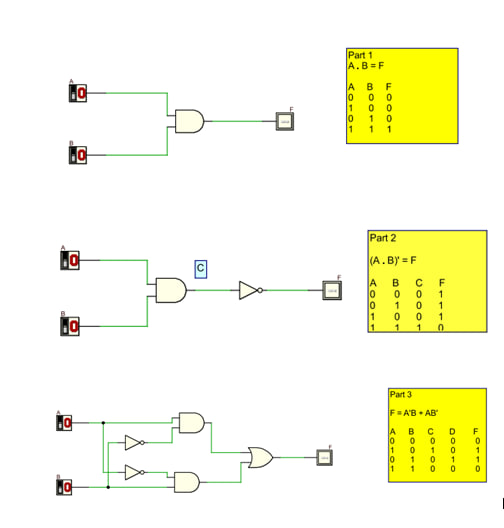 Part 1
A . B = F
A B F
0 0 0
1 0 0
0 1 0
1 1 1
A
0
F
B
0
Part 2
(A . B)' = F
A B C F
0 0 0 1
0 1 0 1
1 0 0 1
1 1 1 0
A
0
C
F
B
0
Part 3
F = A'B + AB'
A B C D F
0 0 0 0 0
1 0 1 0 1
0 1 0 1 1
1 1 0 0 0
A
0
F
B
0